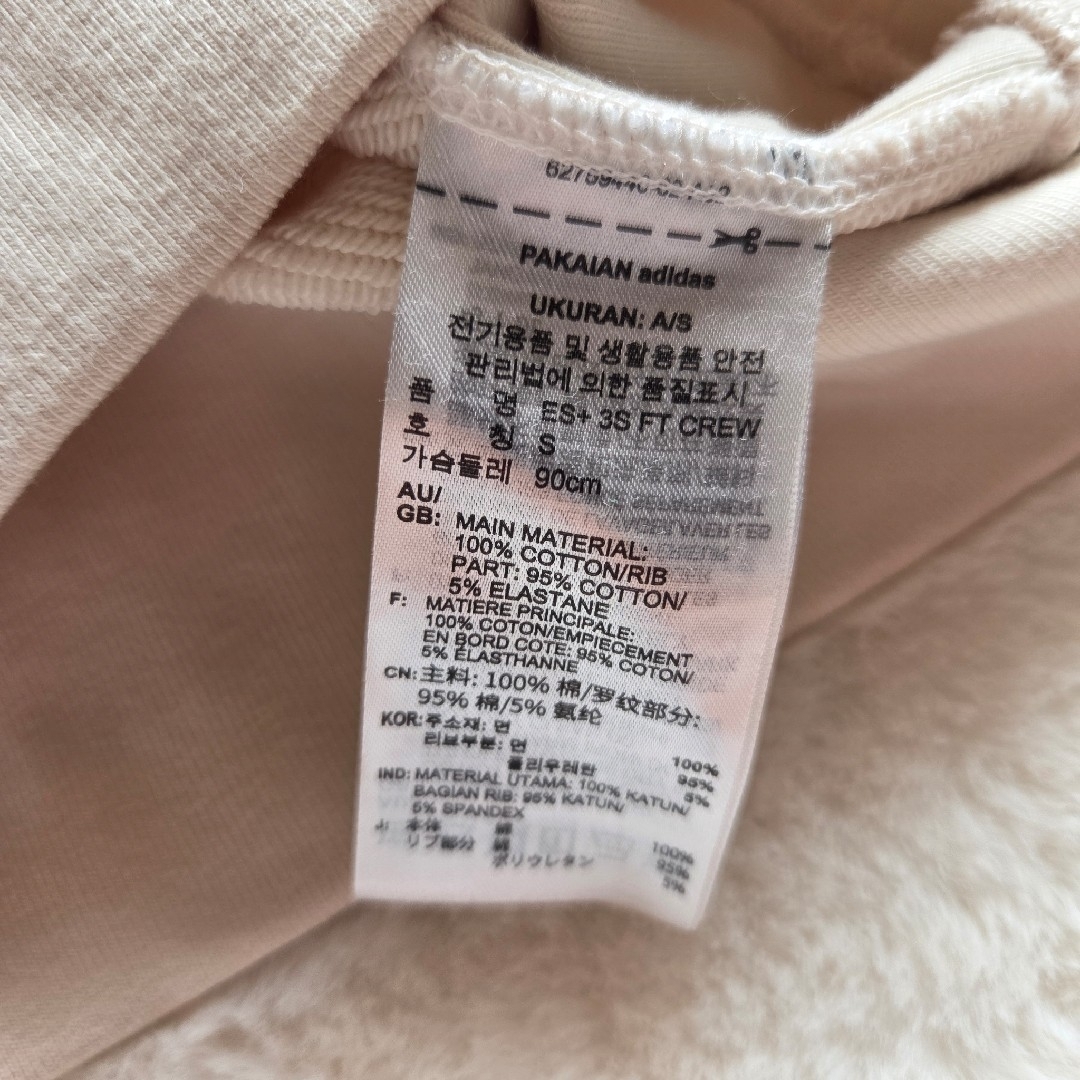 PAKAIAN adidas
UKURAN: A/S
전기용품 및 생활용품 안전
관리법에 의한 품질표시
품 명 ES+ 3S FT CREW
호 칭 S
가슴둘레 90cm
AU/
GB: MAIN MATERIAL:
100% COTTON/RIB
PART: 95% COTTON/
5% ELASTANE
F: MATIERE PRINCIPALE:
100% COTON/EMPIECEMENT
EN BORD COTE: 95% COTON/
5% ELASTHANNE
CN: 主料: 100% 棉/罗纹部分:
95% 棉/5% 氨纶
KOR: 주소재: 면 100%
리브부분: 면 95%
폴리우레탄 5%
IND: MATERIAL UTAMA: 100% KATUN/
BAGIAN RIB: 95% KATUN/
5% SPANDEX
J: 本体 綿 100%
リブ部分 綿 95%
ポリウレタン 5%